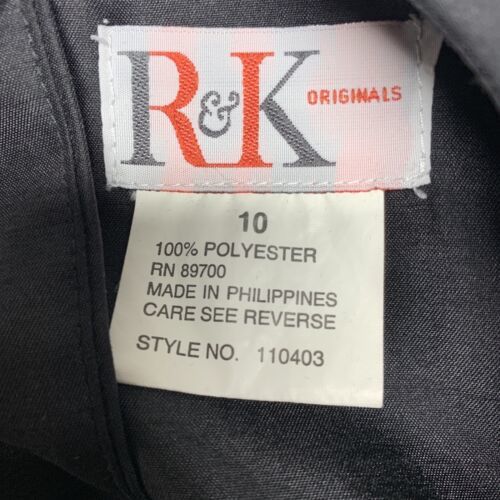 R&K ORIGINALS
10
100% POLYESTER
RN 89700
MADE IN PHILIPPINES
CARE SEE REVERSE
STYLE NO. 110403